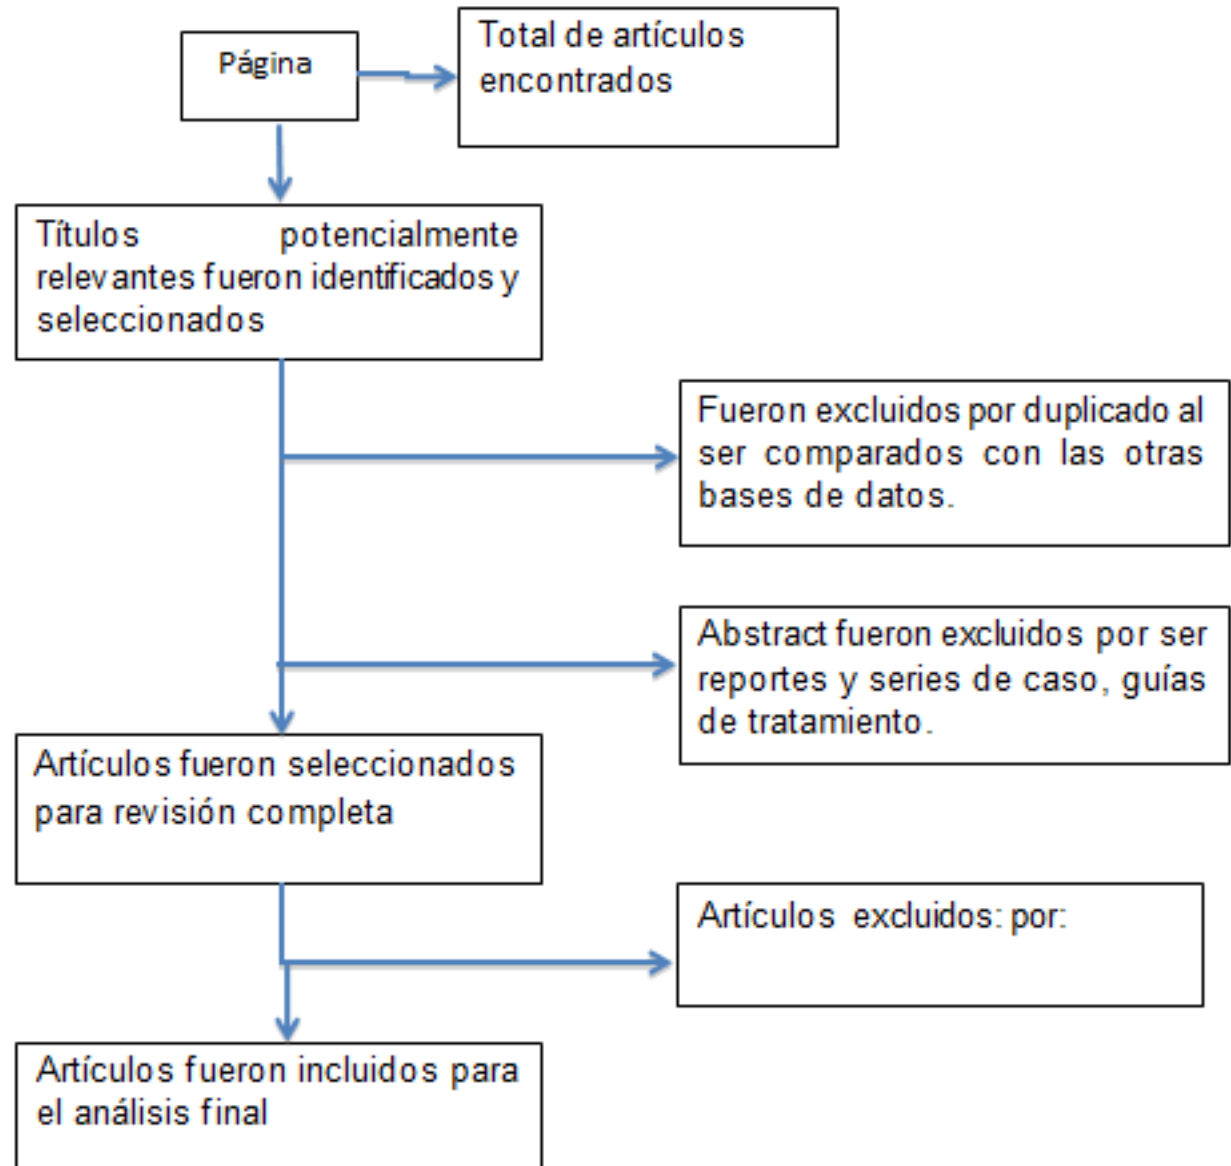 Página
Total de artículos
encontrados
Títulos potencialmente
relevantes fueron identificados y
seleccionados
Fueron excluidos por duplicado al
ser comparados con las otras
bases de datos.
Abstract fueron excluidos por ser
reportes y series de caso, guías
de tratamiento.
Artículos fueron seleccionados
para revisión completa
Artículos excluidos: por:
Artículos fueron incluidos para
el análisis final